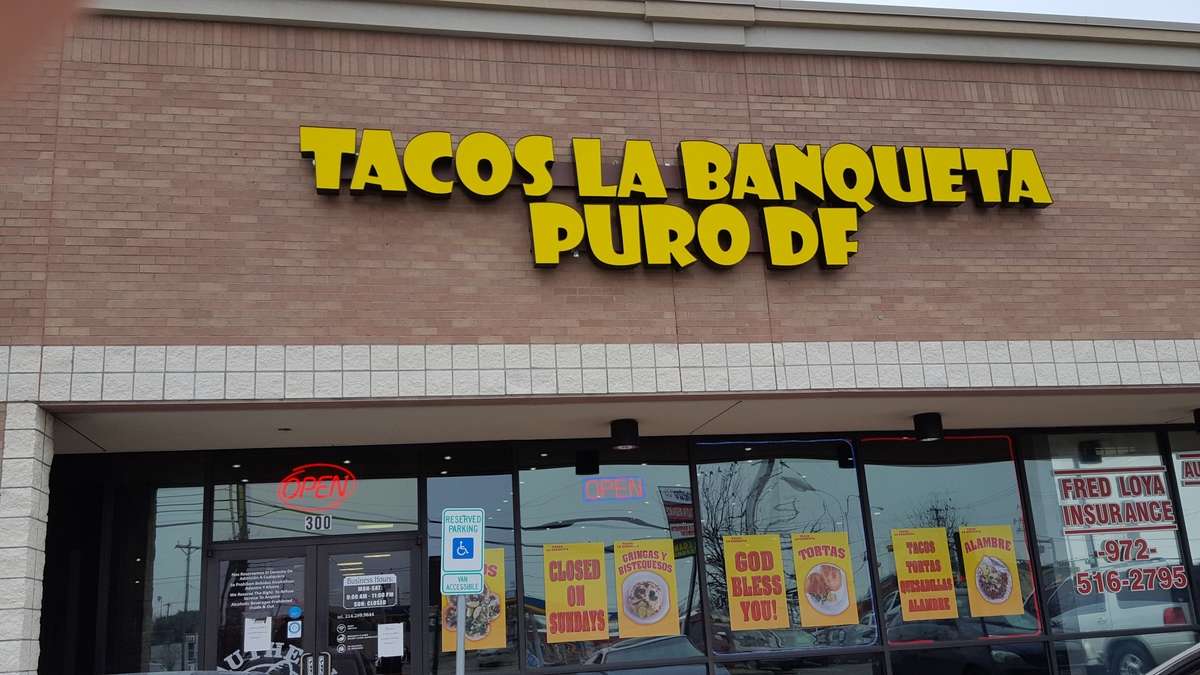 TACOS LA BANQUETA
PURO DF
OPEN
300
OPEN
RESERVED
PARKING
VAN
ACCESSIBLE
Business Hours:
MON-SAT:
9:00 AM - 11:00 PM
SUN: CLOSED
CLOSED
ON
SUNDAYS
GRINGAS Y
BISTEQUESOS
GOD
BLESS
YOU!
TORTAS
TACOS
TORTAS
QUESADILLAS
ALAMBRE
ALAMBRE
FRED LOYA
INSURANCE
-972-
516-2795